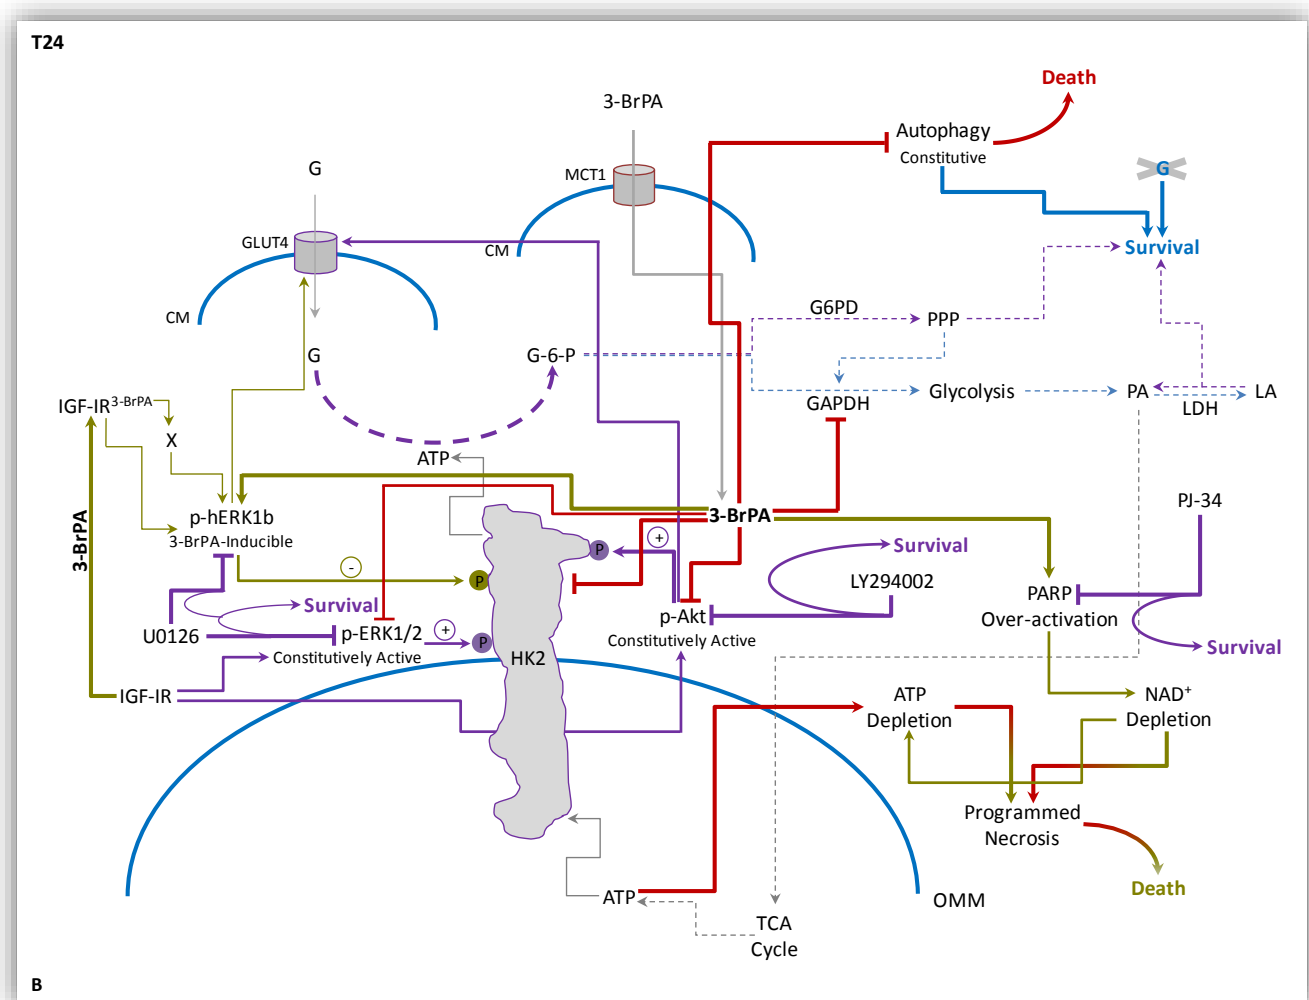 T24
Death
3-BrPA
Autophagy
Constitutive
G
MCT1
G
GLUT4
CM
Survival
CM
G6PD
PPP
G
G-6-P
Glycolysis
PA
LA
GAPDH
LDH
IGF-IR3-BrPA
X
ATP
PJ-34
3-BrPA
p-hERK1b
3-BrPA-Inducible
3-BrPA
+
P
Survival
-
P
LY294002
PARP
Over-activation
Survival
U0126
p-ERK1/2
+
P
p-Akt
Constitutively Active
Constitutively Active
HK2
Survival
IGF-IR
ATP
Depletion
NAD+
Depletion
Programmed
Necrosis
Death
ATP
OMM
TCA
Cycle
B